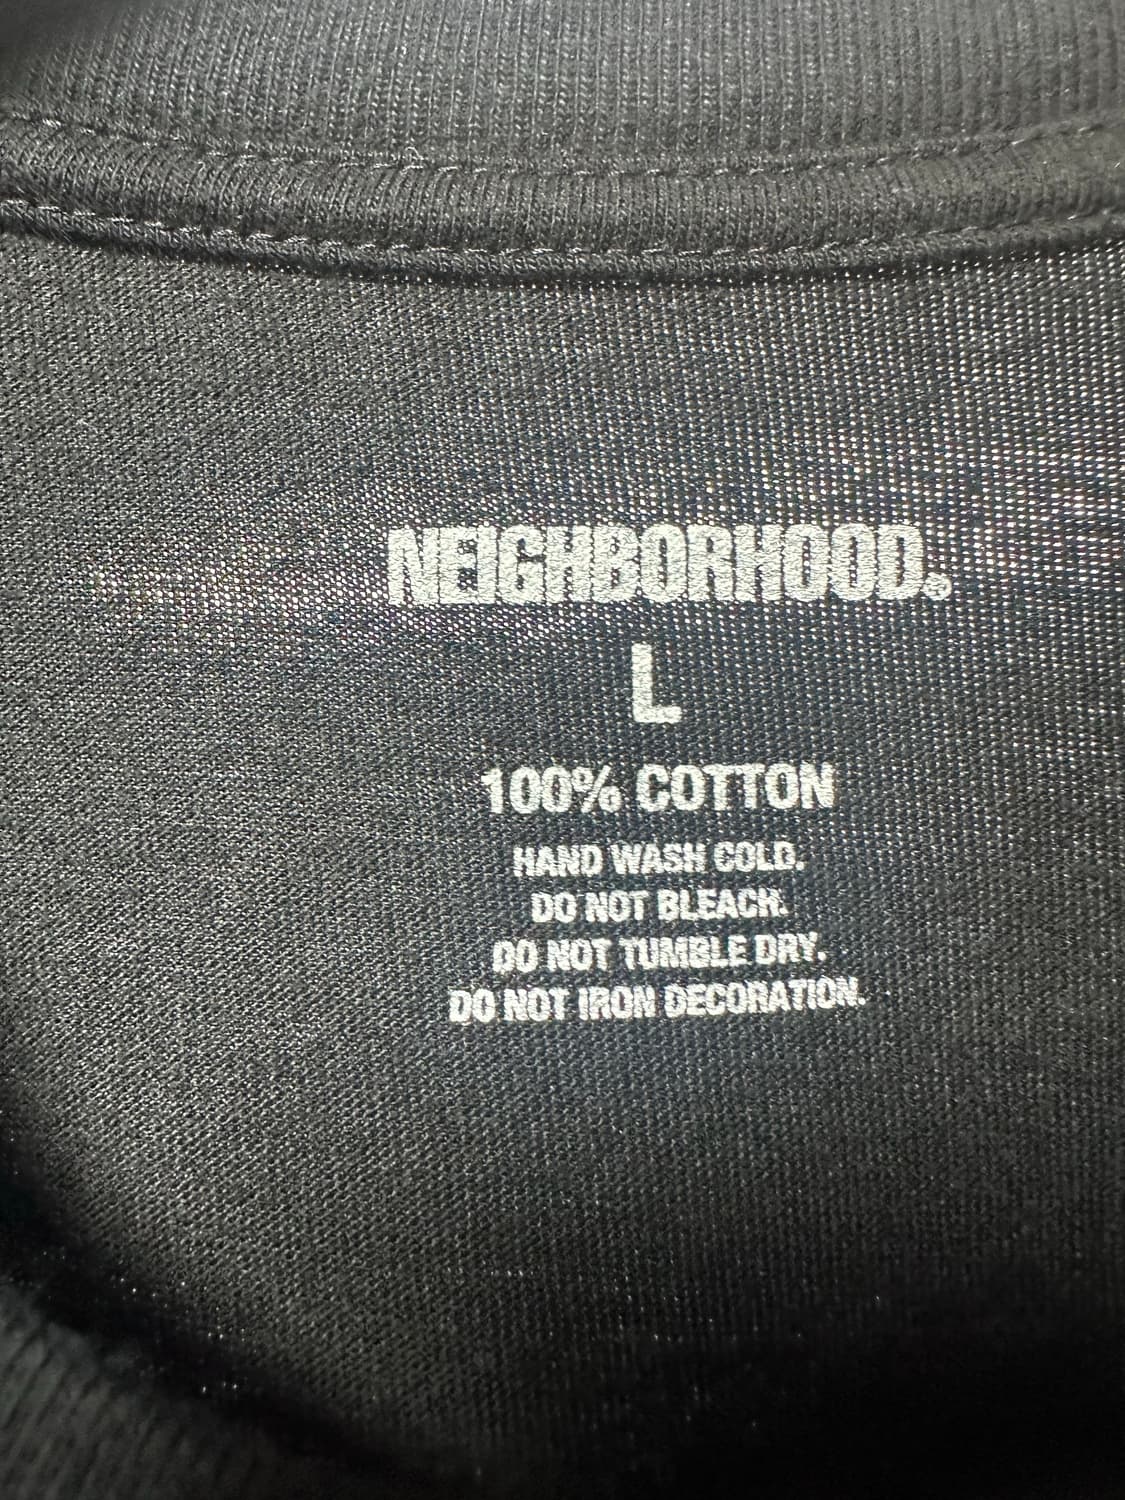 NEIGHBORHOOD®
L
100% COTTON
HAND WASH COLD.
DO NOT BLEACH.
DO NOT TUMBLE DRY.
DO NOT IRON DECORATION.